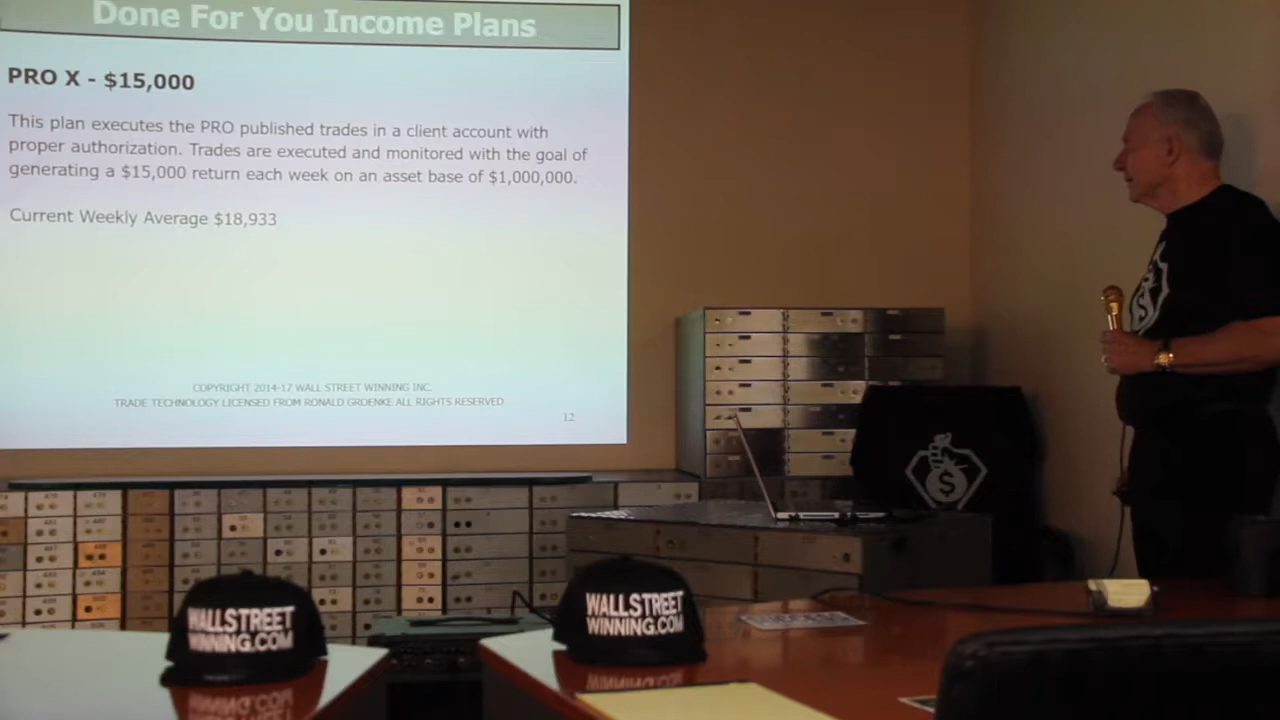 Done For You Income Plans
PRO X - $15,000
This plan executes the PRO published trades in a client account with
proper authorization. Trades are executed and monitored with the goal of
generating a $15,000 return each week on an asset base of $1,000,000.
Current Weekly Average $18,933
COPYRIGHT 2014-17 WALL STREET WINNING INC.
TRADE TECHNOLOGY LICENSED FROM RONALD GROENKE ALL RIGHTS RESERVED
12
$
$
WALLSTREET
WINNING.COM
WALLSTREET
WINNING.COM